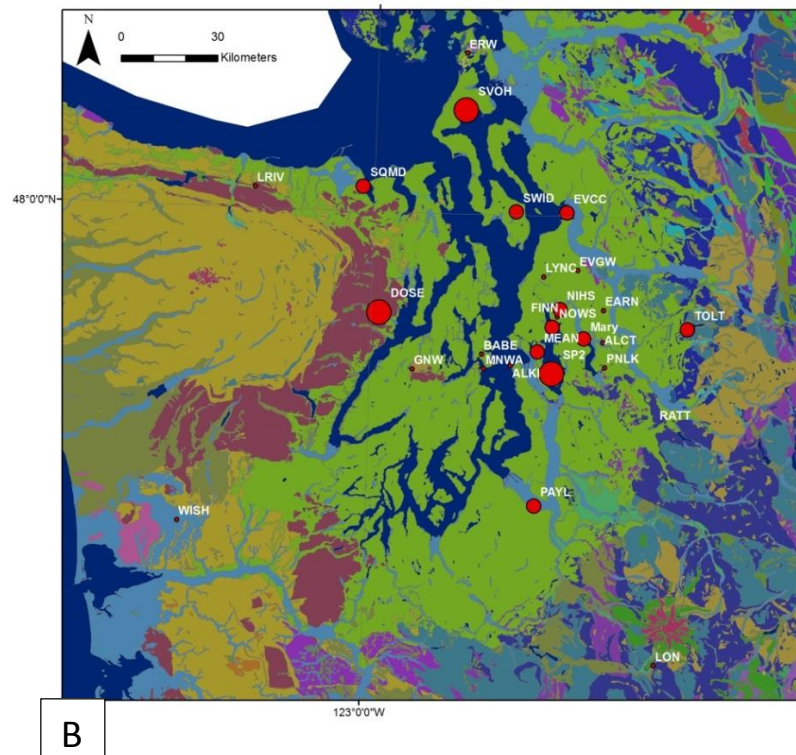 N
0 30
Kilometers
ERW
SVOH
LRIV
SQMD
48°0'0"N
SWID
EVCC
LYNC
EVGW
DOSE
NIHS
EARN
FINN
NOWS
TOLT
Mary
MEAN
ALCT
BABE
SP2
GNW
MNWA
ALKI
PNLK
RATT
PAYL
WISH
LON
123°0'0"W
B